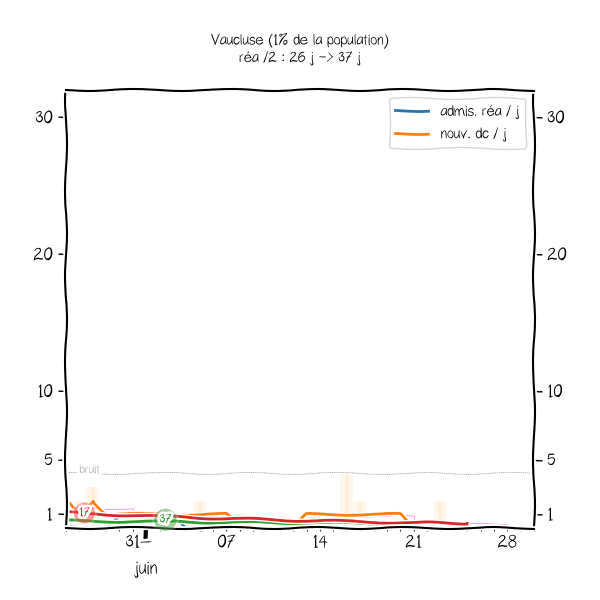 Vaucluse (1% de la population)
réa /2 : 26 j -> 37 j
admis. réa / j
nouv. dc / j
30
30
20
20
10
10
5
5
bruit
1
17
37
1
31
07
14
21
28
juin